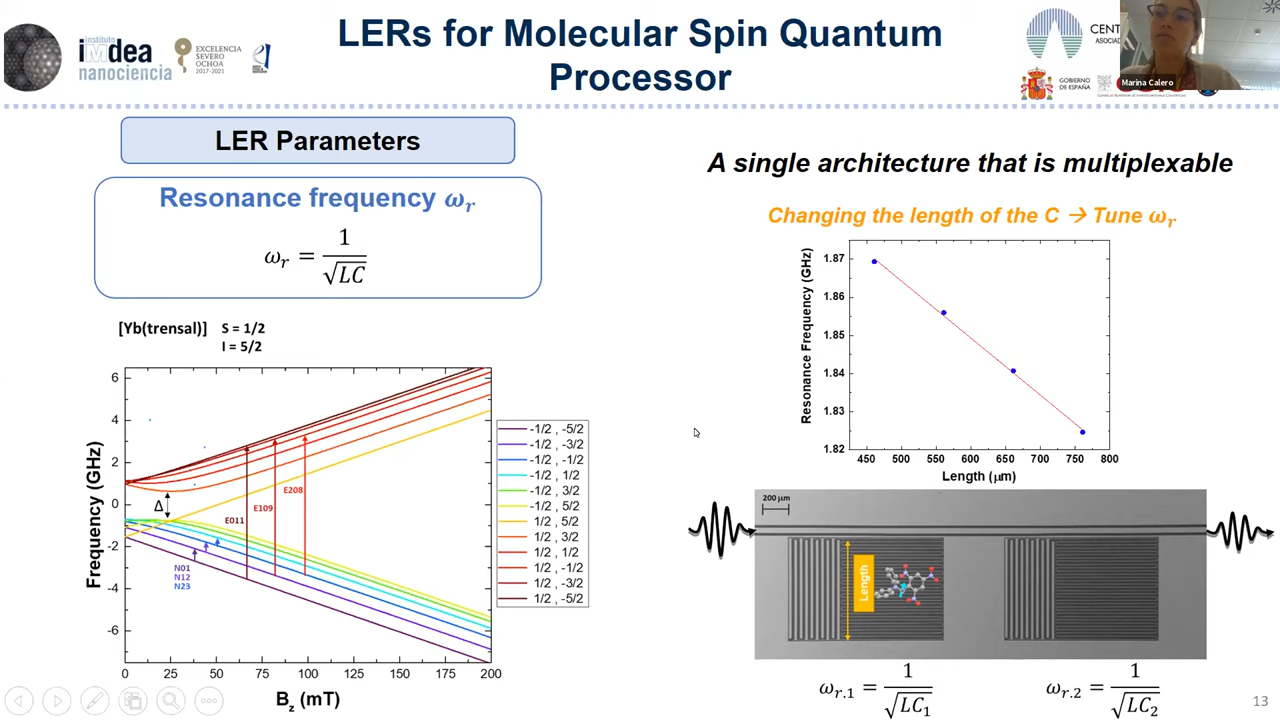 LERs for Molecular Spin Quantum
Processor
instituto
imdea
nanociencia
EXCELENCIA
SEVERO
OCHOA
2017-2021
CENT
ASOCIAD
GOBIERNO
DE ESPAÑA
Marina Calero
LER Parameters
Resonance frequency ωr
ωr = 1/√LC
[Yb(trensal)] S = 1/2
I = 5/2
Frequency (GHz)
6
4
2
0
-2
-4
-6
0 25 50 75 100 125 150 175 200
Bz (mT)
Δ
N01
N12
N23
E011
E109
E208
-1/2 , -5/2
-1/2 , -3/2
-1/2 , -1/2
-1/2 , 1/2
-1/2 , 3/2
-1/2 , 5/2
1/2 , 5/2
1/2 , 3/2
1/2 , 1/2
1/2 , -1/2
1/2 , -3/2
1/2 , -5/2
A single architecture that is multiplexable
Changing the length of the C → Tune ωr
Resonance Frequency (GHz)
1.87
1.86
1.85
1.84
1.83
1.82
450 500 550 600 650 700 750 800
Length (μm)
200 μm
Length
ωr.1 = 1/√LC1
ωr.2 = 1/√LC2
13